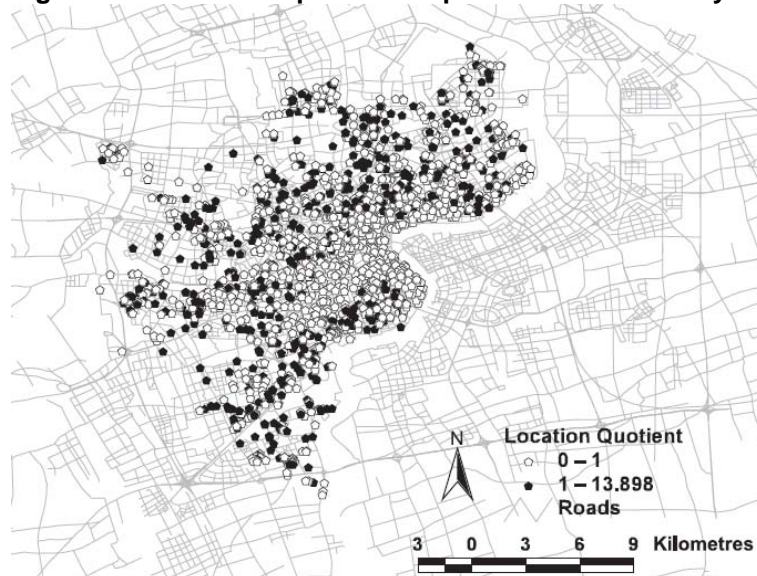 N
Location Quotient
0 – 1
1 – 13.898
Roads
3 0 3 6 9 Kilometres